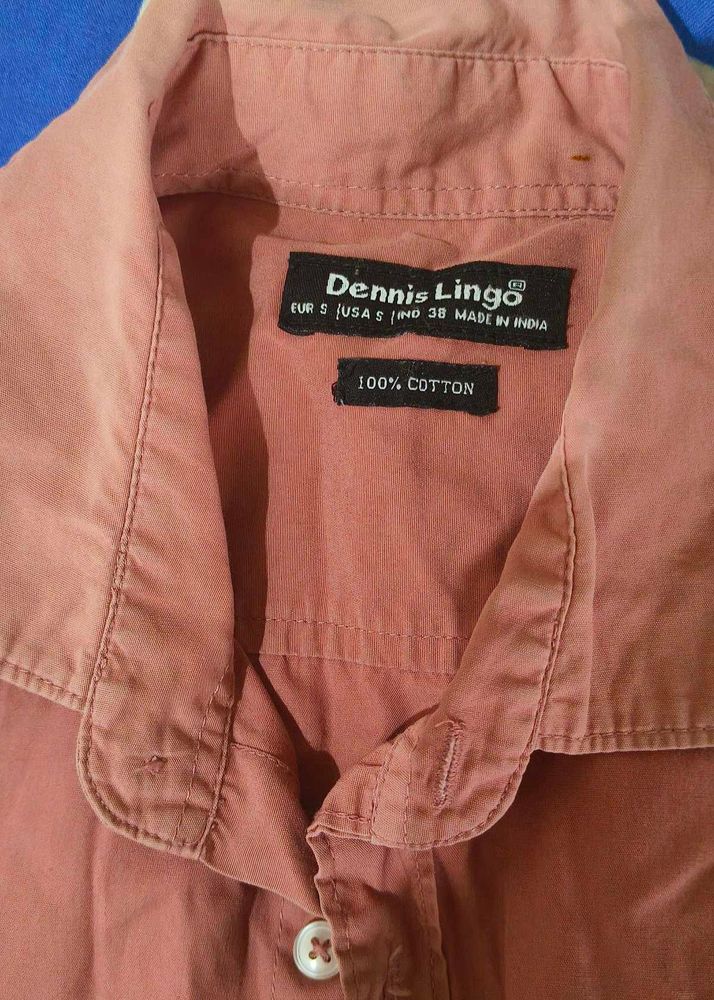 Dennis Lingo
EUR S | USA S | IND 38 MADE IN INDIA
100% COTTON